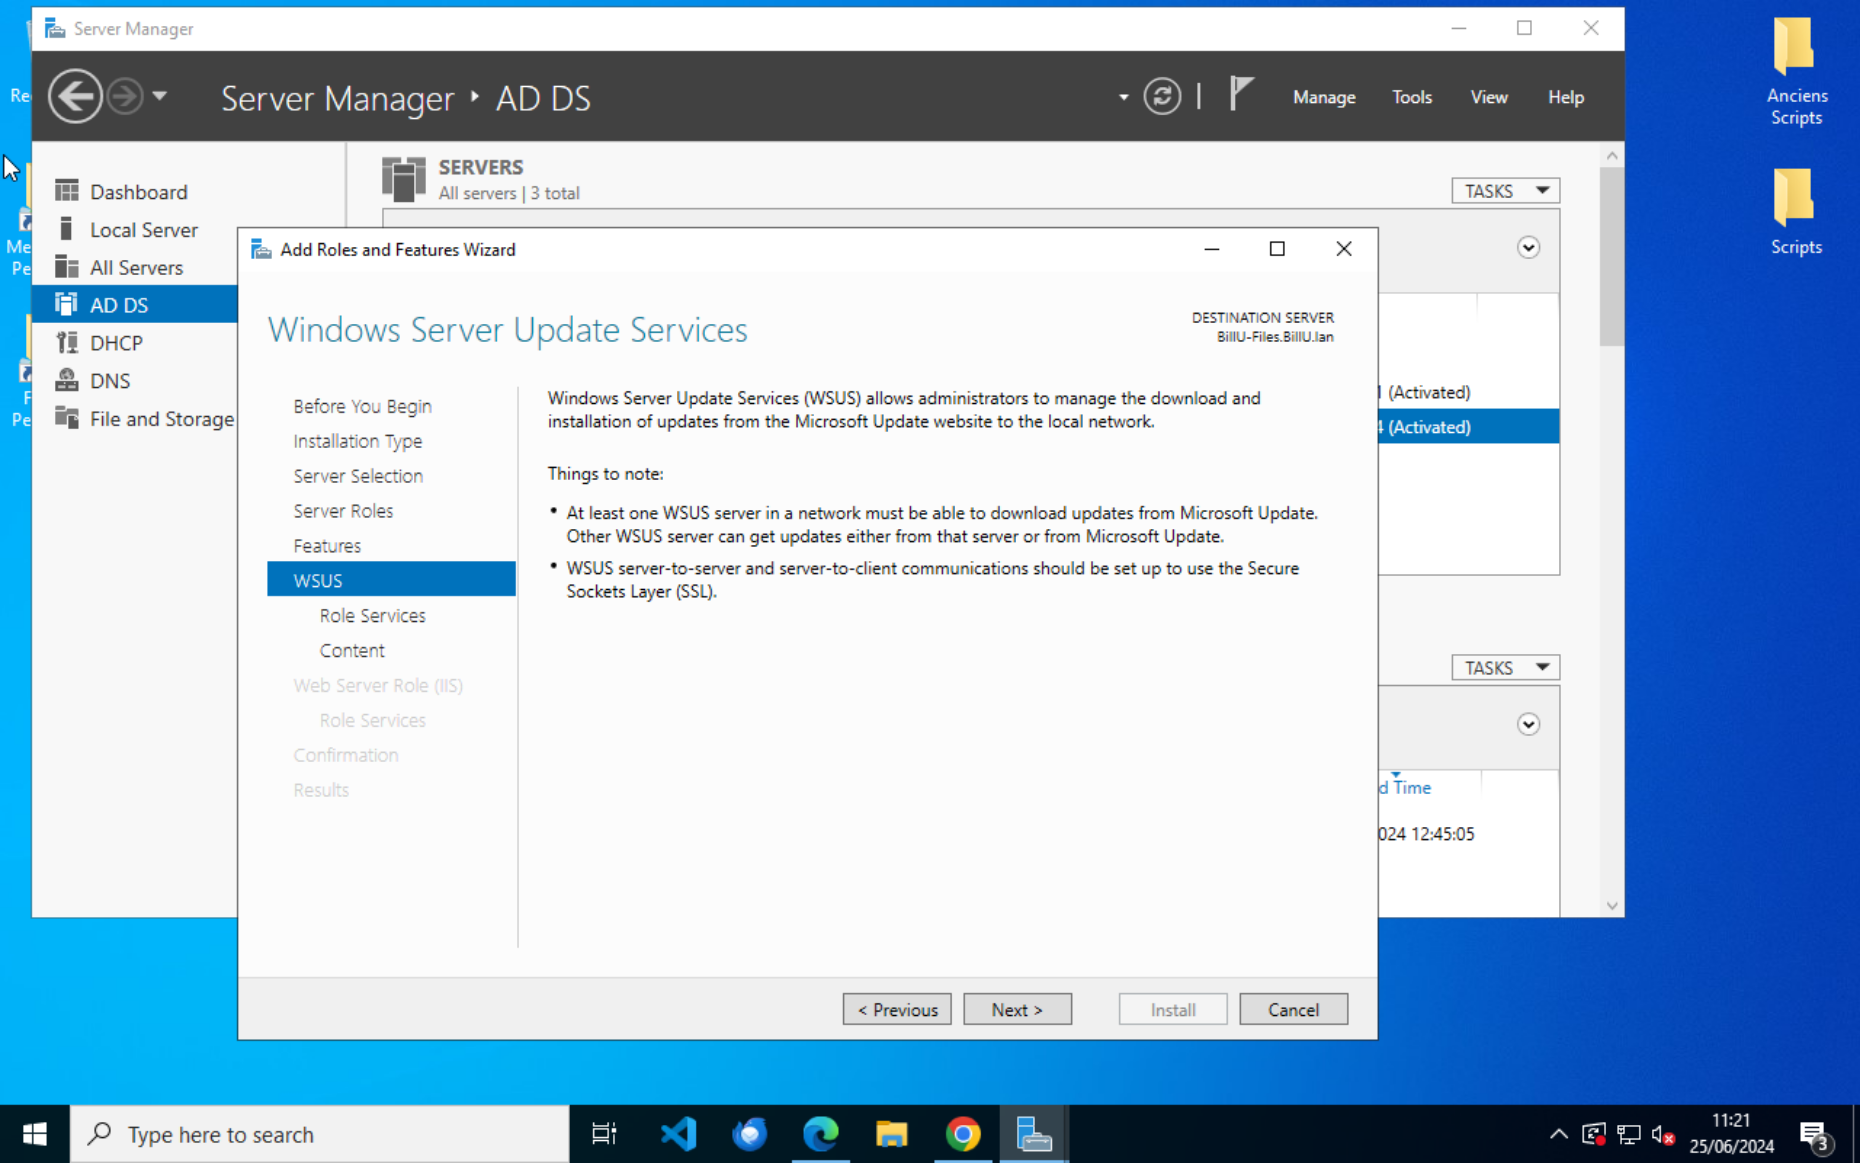 Server Manager
Server Manager ‣ AD DS
Manage
Tools
View
Help
Anciens
Scripts
Scripts
Dashboard
Local Server
All Servers
AD DS
DHCP
DNS
File and Storage
SERVERS
All servers | 3 total
TASKS
(Activated)
(Activated)
TASKS
Time
12:45:05
Add Roles and Features Wizard
Windows Server Update Services
DESTINATION SERVER
BillU-Files.BillU.lan
Before You Begin
Installation Type
Server Selection
Server Roles
Features
WSUS
Role Services
Content
Web Server Role (IIS)
Role Services
Confirmation
Results
Windows Server Update Services (WSUS) allows administrators to manage the download and
installation of updates from the Microsoft Update website to the local network.
Things to note:
• At least one WSUS server in a network must be able to download updates from Microsoft Update.
Other WSUS server can get updates either from that server or from Microsoft Update.
• WSUS server-to-server and server-to-client communications should be set up to use the Secure
Sockets Layer (SSL).
< Previous
Next >
Install
Cancel
Type here to search
11:21
25/06/2024
3